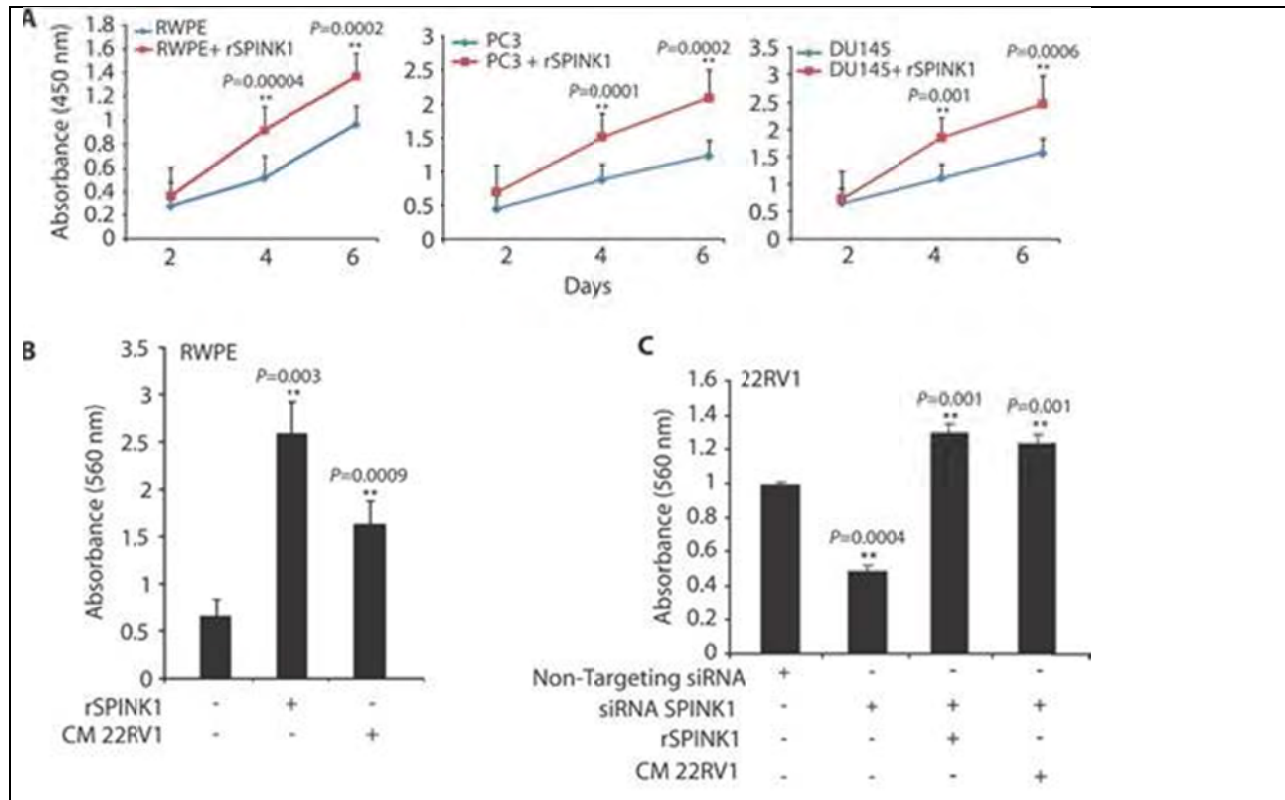 A
Absorbance (450 nm)
1.8
1.6
1.4
1.2
1
0.8
0.6
0.4
0.2
0
RWPE
RWPE+ rSPINK1
P=0.00004
**
P=0.0002
**
2 4 6
3
2.5
2
1.5
1
0.5
0
PC3
PC3 + rSPINK1
P=0.0001
**
P=0.0002
**
2 4 6
3.5
3
2.5
2
1.5
1
0.5
0
DU145
DU145+ rSPINK1
P=0.001
**
P=0.0006
**
2 4 6
Days
B
RWPE
Absorbance (560 nm)
3.5
3
2.5
2
1.5
1
0.5
0
P=0.003
**
P=0.0009
**
rSPINK1 - + -
CM 22RV1 - - +
C
22RV1
Absorbance (560 nm)
1.6
1.4
1.2
1
0.8
0.6
0.4
0.2
0
P=0.0004
**
P=0.001
**
P=0.001
**
Non-Targeting siRNA + - - -
siRNA SPINK1 - + + +
rSPINK1 - - + -
CM 22RV1 - - - +